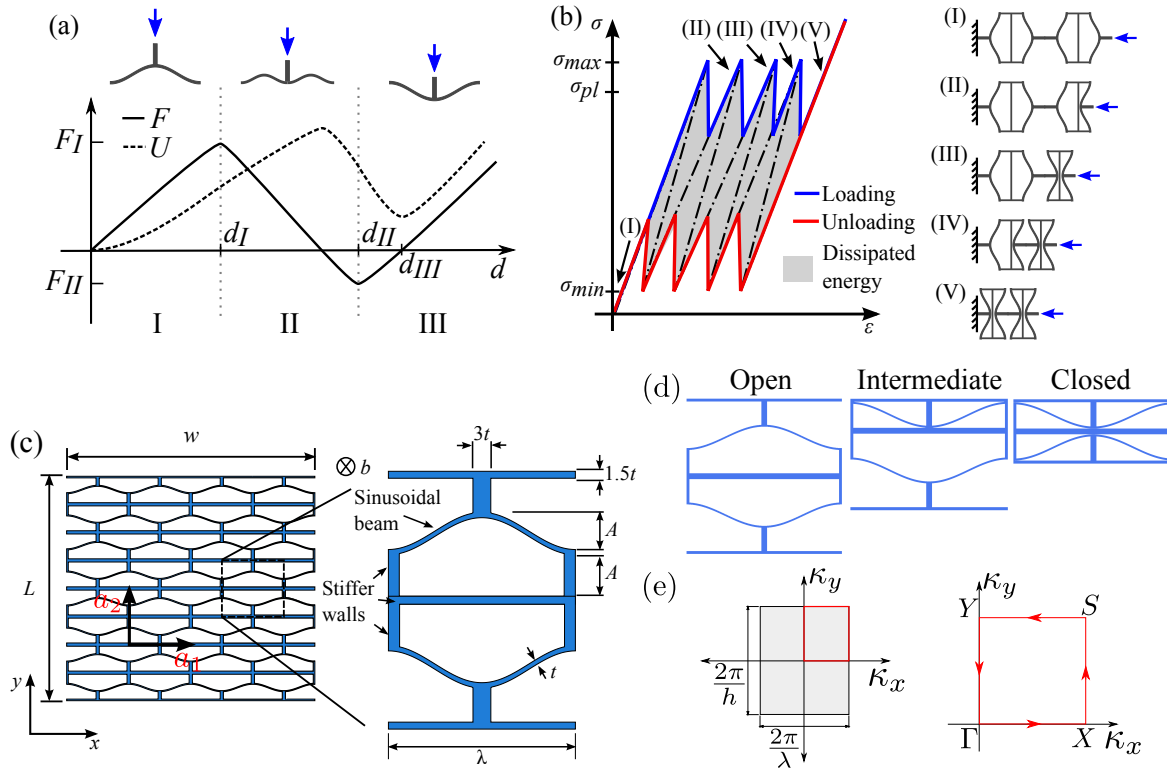 (a)
F
U
F_I
F_II
d_I
d_II
d_III
d
I
II
III
(b)
σ
σ_max
σ_pl
σ_min
(I)
(II)
(III)
(IV)
(V)
Loading
Unloading
Dissipated
energy
ε
(I)
(II)
(III)
(IV)
(V)
(c)
w
⊗ b
L
a_2
a_1
y
x
3t
1.5t
Sinusoidal
beam
A
A
Stiffer
walls
t
λ
(d)
Open
Intermediate
Closed
(e)
κ_y
κ_x
2π
h
2π
λ
κ_y
Y
S
Γ
X
κ_x